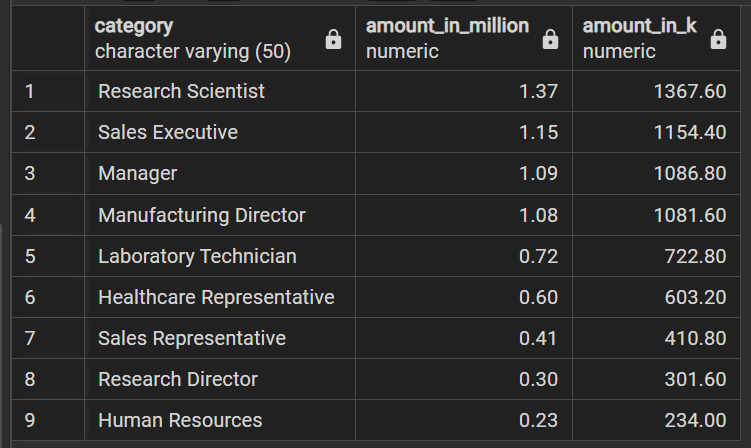 category amount_in_million amount_in_k
character varying (50) numeric numeric
1 Research Scientist 1.37 1367.60
2 Sales Executive 1.15 1154.40
3 Manager 1.09 1086.80
4 Manufacturing Director 1.08 1081.60
5 Laboratory Technician 0.72 722.80
6 Healthcare Representative 0.60 603.20
7 Sales Representative 0.41 410.80
8 Research Director 0.30 301.60
9 Human Resources 0.23 234.00